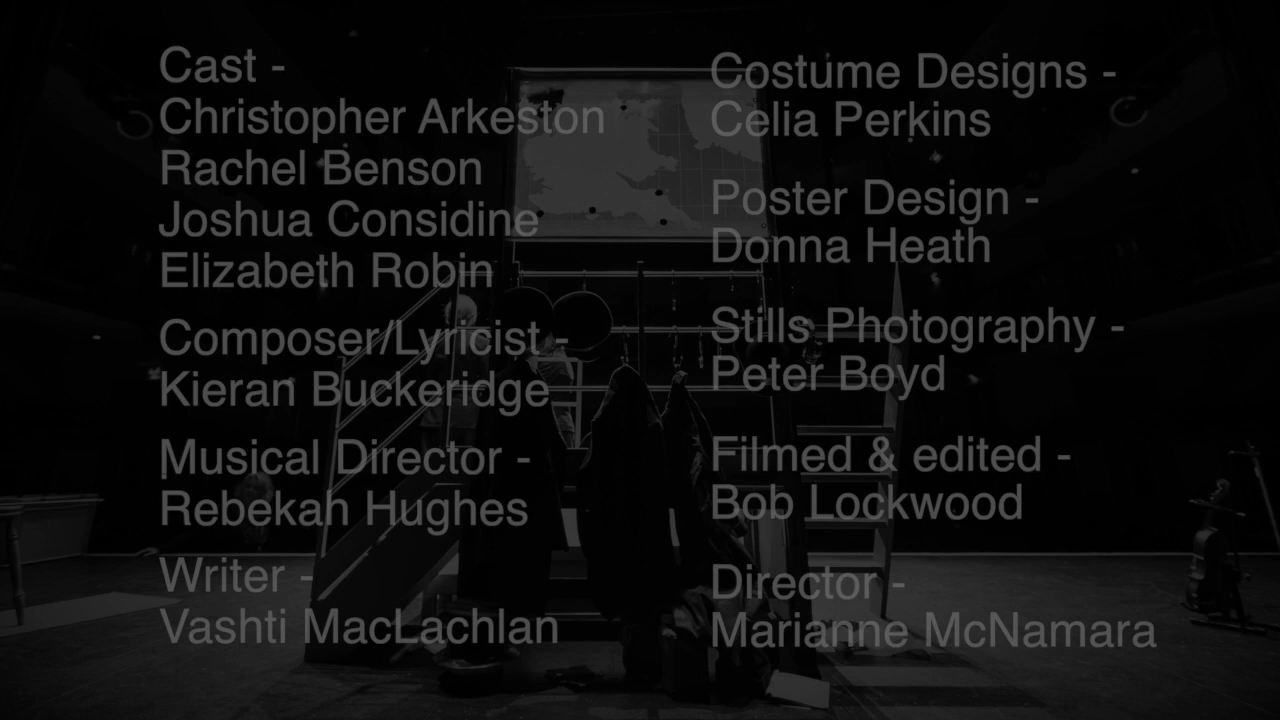 Cast -
Christopher Arkeston
Rachel Benson
Joshua Considine
Elizabeth Robin
Composer/Lyricist -
Kieran Buckeridge
Musical Director -
Rebekah Hughes
Writer -
Vashti MacLachlan
Costume Designs -
Celia Perkins
Poster Design -
Donna Heath
Stills Photography -
Peter Boyd
Filmed & edited -
Bob Lockwood
Director -
Marianne McNamara